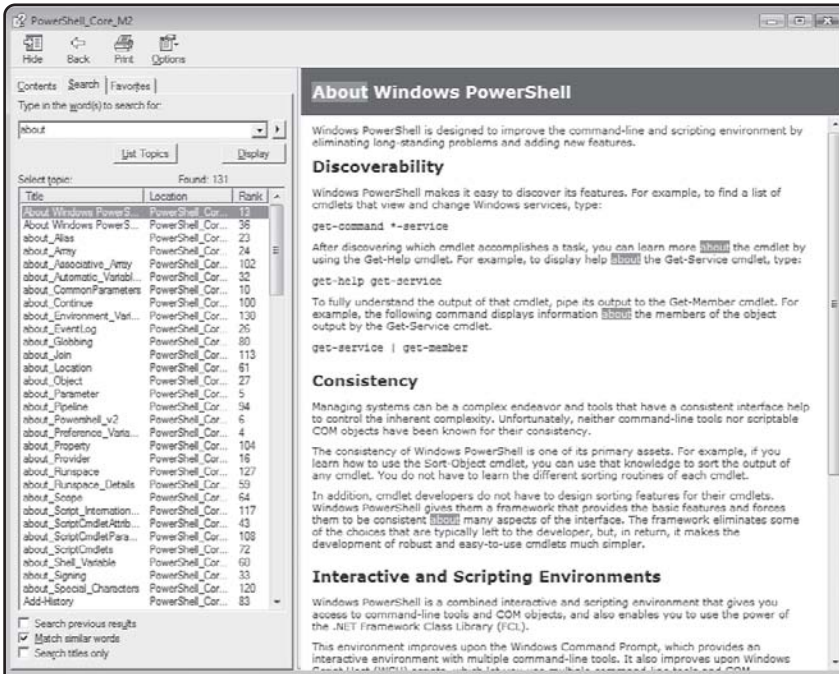 PowerShell_Core_M2
Hide Back Print Options
Contents Search Favorites
Type in the word(s) to search for:
about
List Topics Display
Select topic: Found: 131
Title Location Rank
About Windows PowerS... PowerShell_Cor... 13
About Windows PowerS... PowerShell_Cor... 36
about_Alias PowerShell_Cor... 23
about_Array PowerShell_Cor... 24
about_Associative_Array PowerShell_Cor... 102
about_Automatic_Variabl... PowerShell_Cor... 32
about_CommonParameters PowerShell_Cor... 10
about_Continue PowerShell_Cor... 100
about_Environment_Vari... PowerShell_Cor... 130
about_EventLog PowerShell_Cor... 26
about_Globbing PowerShell_Cor... 80
about_Join PowerShell_Cor... 113
about_Location PowerShell_Cor... 61
about_Object PowerShell_Cor... 27
about_Parameter PowerShell_Cor... 5
about_Pipeline PowerShell_Cor... 94
about_Powershell_v2 PowerShell_Cor... 6
about_Preference_Varia... PowerShell_Cor... 4
about_Property PowerShell_Cor... 104
about_Provider PowerShell_Cor... 16
about_Runspace PowerShell_Cor... 127
about_Runspace_Details PowerShell_Cor... 59
about_Scope PowerShell_Cor... 64
about_Script_Internation... PowerShell_Cor... 117
about_ScriptCmdletAttrib... PowerShell_Cor... 43
about_ScriptCmdletPara... PowerShell_Cor... 108
about_ScriptCmdlets PowerShell_Cor... 72
about_Shell_Variable PowerShell_Cor... 60
about_Signing PowerShell_Cor... 33
about_Special_Characters PowerShell_Cor... 120
Add-History PowerShell_Cor... 83
Search previous results
Match similar words
Search titles only
About Windows PowerShell
Windows PowerShell is designed to improve the command-line and scripting environment by
eliminating long-standing problems and adding new features.
Discoverability
Windows PowerShell makes it easy to discover its features. For example, to find a list of
cmdlets that view and change Windows services, type:
get-command *-service
After discovering which cmdlet accomplishes a task, you can learn more about the cmdlet by
using the Get-Help cmdlet. For example, to display help about the Get-Service cmdlet, type:
get-help get-service
To fully understand the output of that cmdlet, pipe its output to the Get-Member cmdlet. For
example, the following command displays information about the members of the object
output by the Get-Service cmdlet.
get-service | get-member
Consistency
Managing systems can be a complex endeavor and tools that have a consistent interface help
to control the inherent complexity. Unfortunately, neither command-line tools nor scriptable
COM objects have been known for their consistency.
The consistency of Windows PowerShell is one of its primary assets. For example, if you
learn how to use the Sort-Object cmdlet, you can use that knowledge to sort the output of
any cmdlet. You do not have to learn the different sorting routines of each cmdlet.
In addition, cmdlet developers do not have to design sorting features for their cmdlets.
Windows PowerShell gives them a framework that provides the basic features and forces
them to be consistent about many aspects of the interface. The framework eliminates some
of the choices that are typically left to the developer, but, in return, it makes the
development of robust and easy-to-use cmdlets much simpler.
Interactive and Scripting Environments
Windows PowerShell is a combined interactive and scripting environment that gives you
access to command-line tools and COM objects, and also enables you to use the power of
the .NET Framework Class Library (FCL).
This environment improves upon the Windows Command Prompt, which provides an
interactive environment with multiple command-line tools. It also improves upon Windows